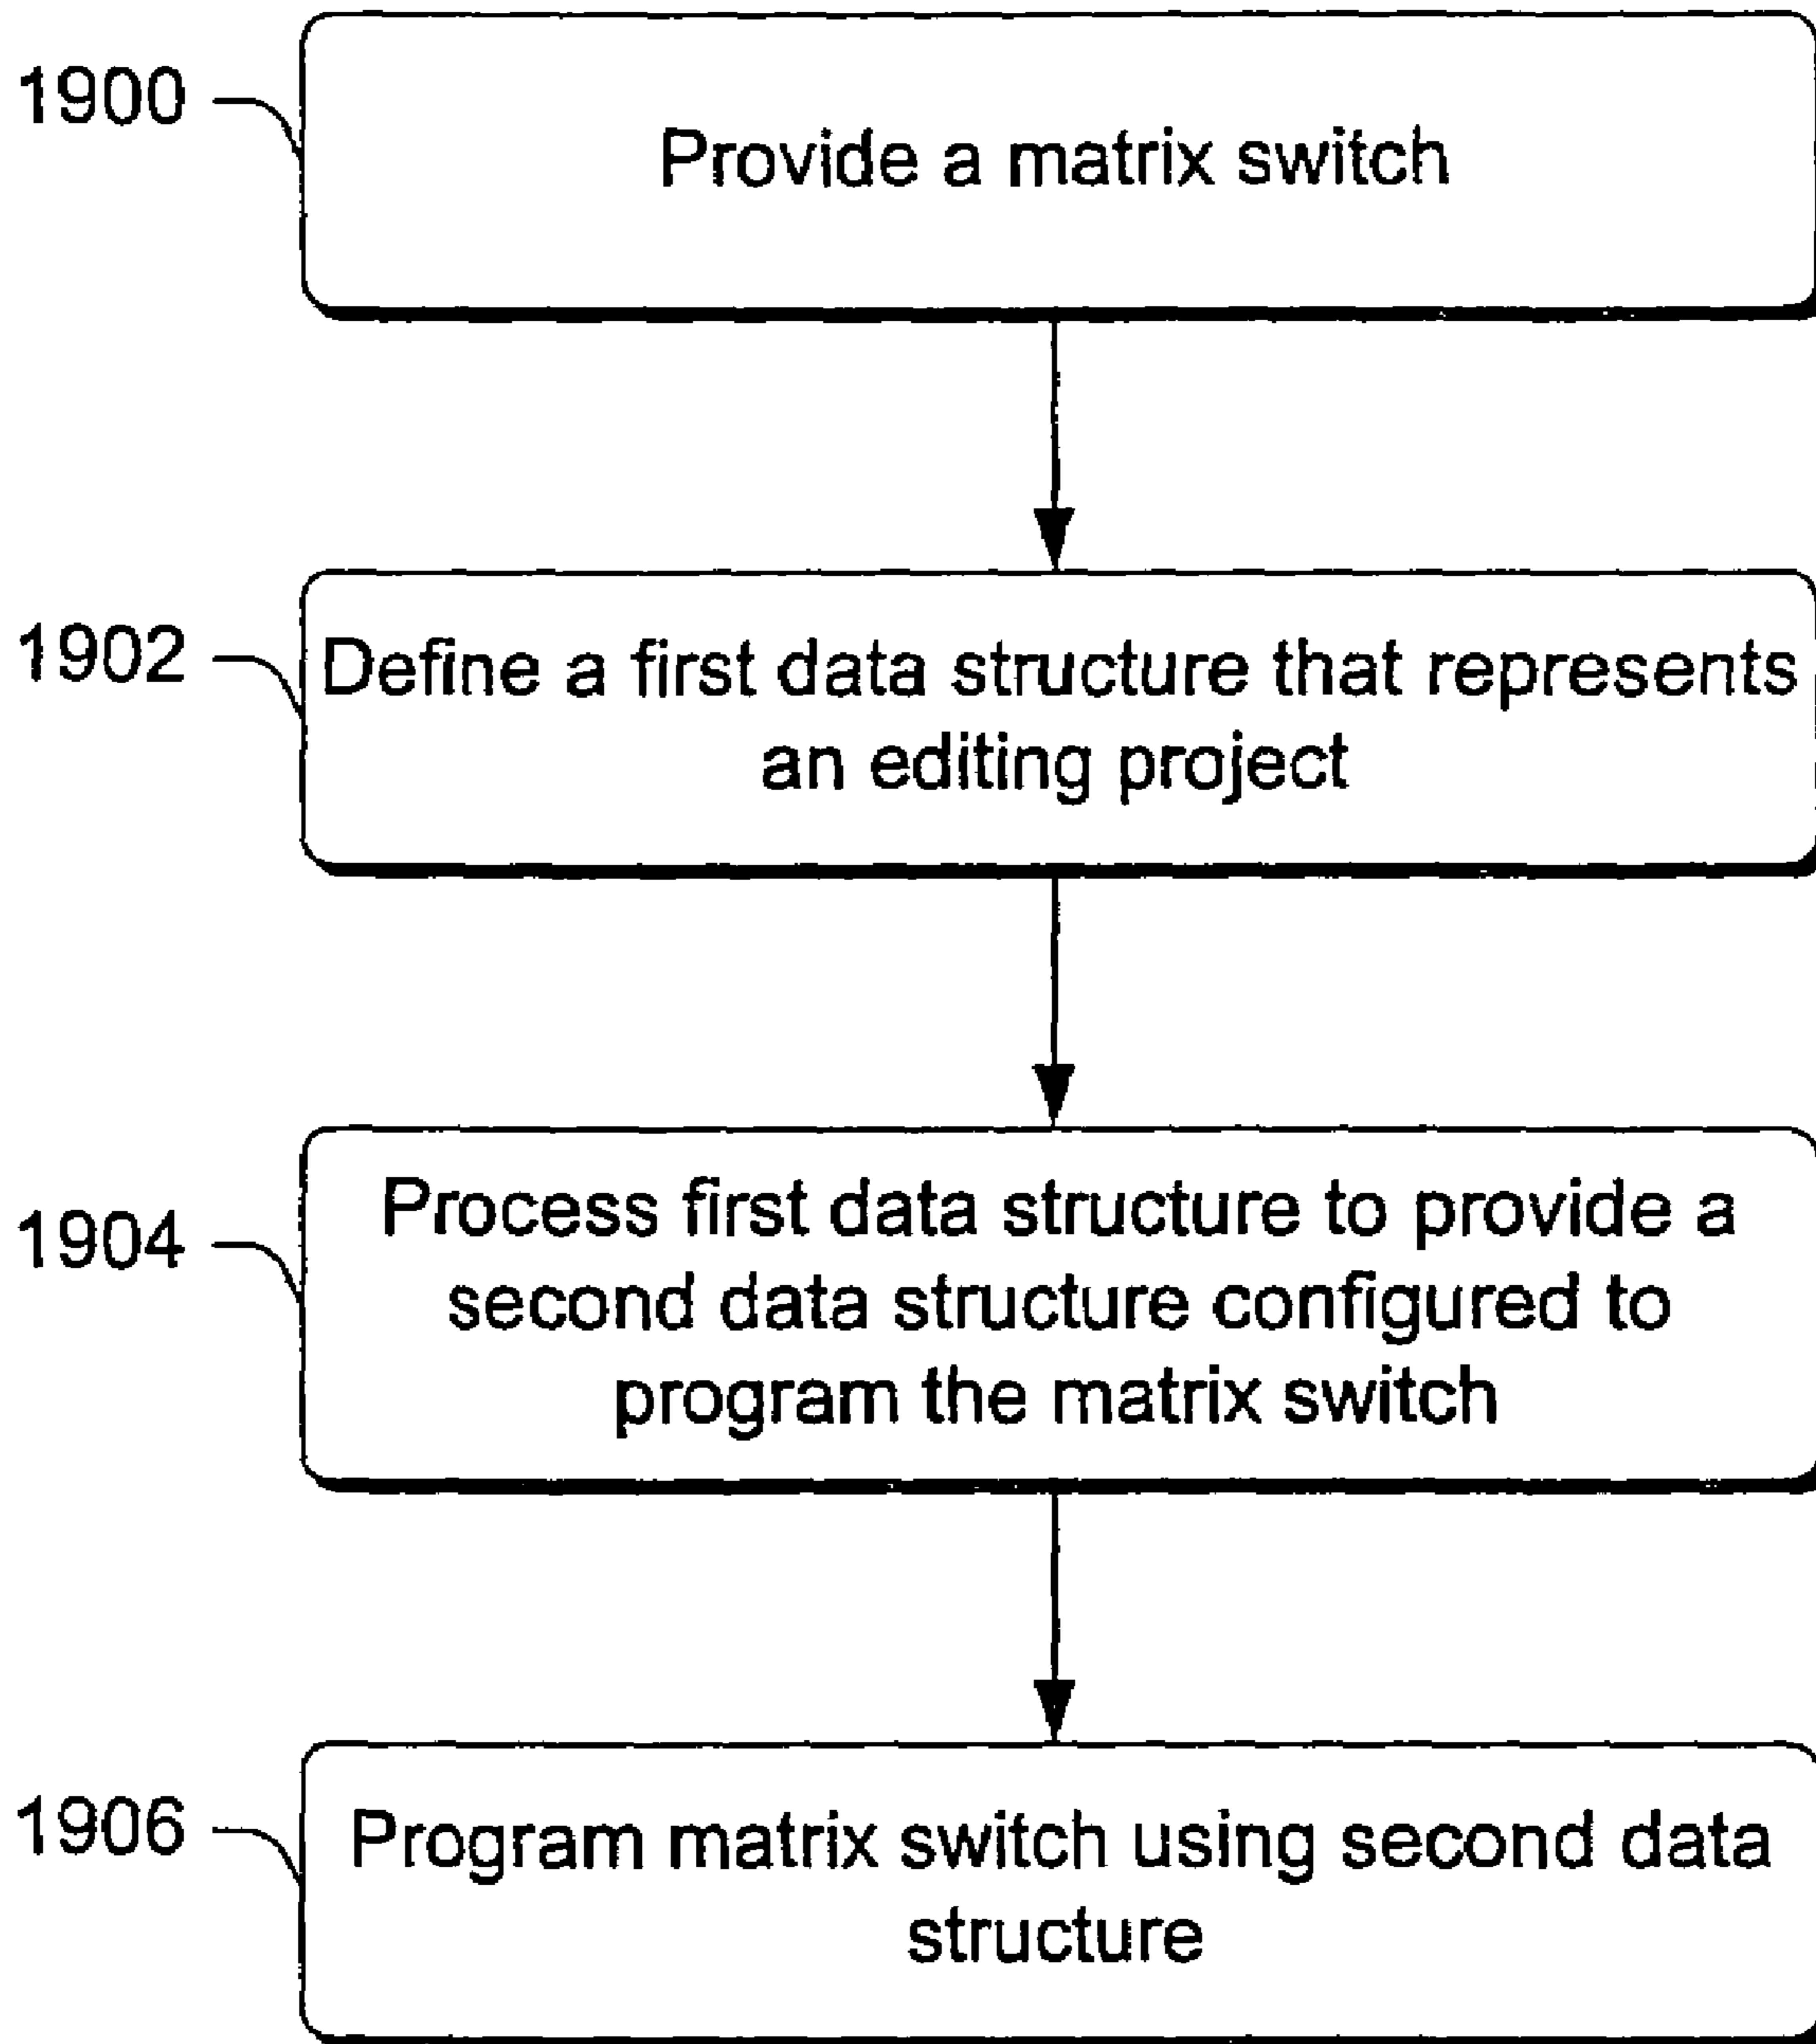 1900
Provide a matrix switch
1902
Define a first data structure that represents
an editing project
1904
Process first data structure to provide a
second data structure configured to
program the matrix switch
1906
Program matrix switch using second data
structure